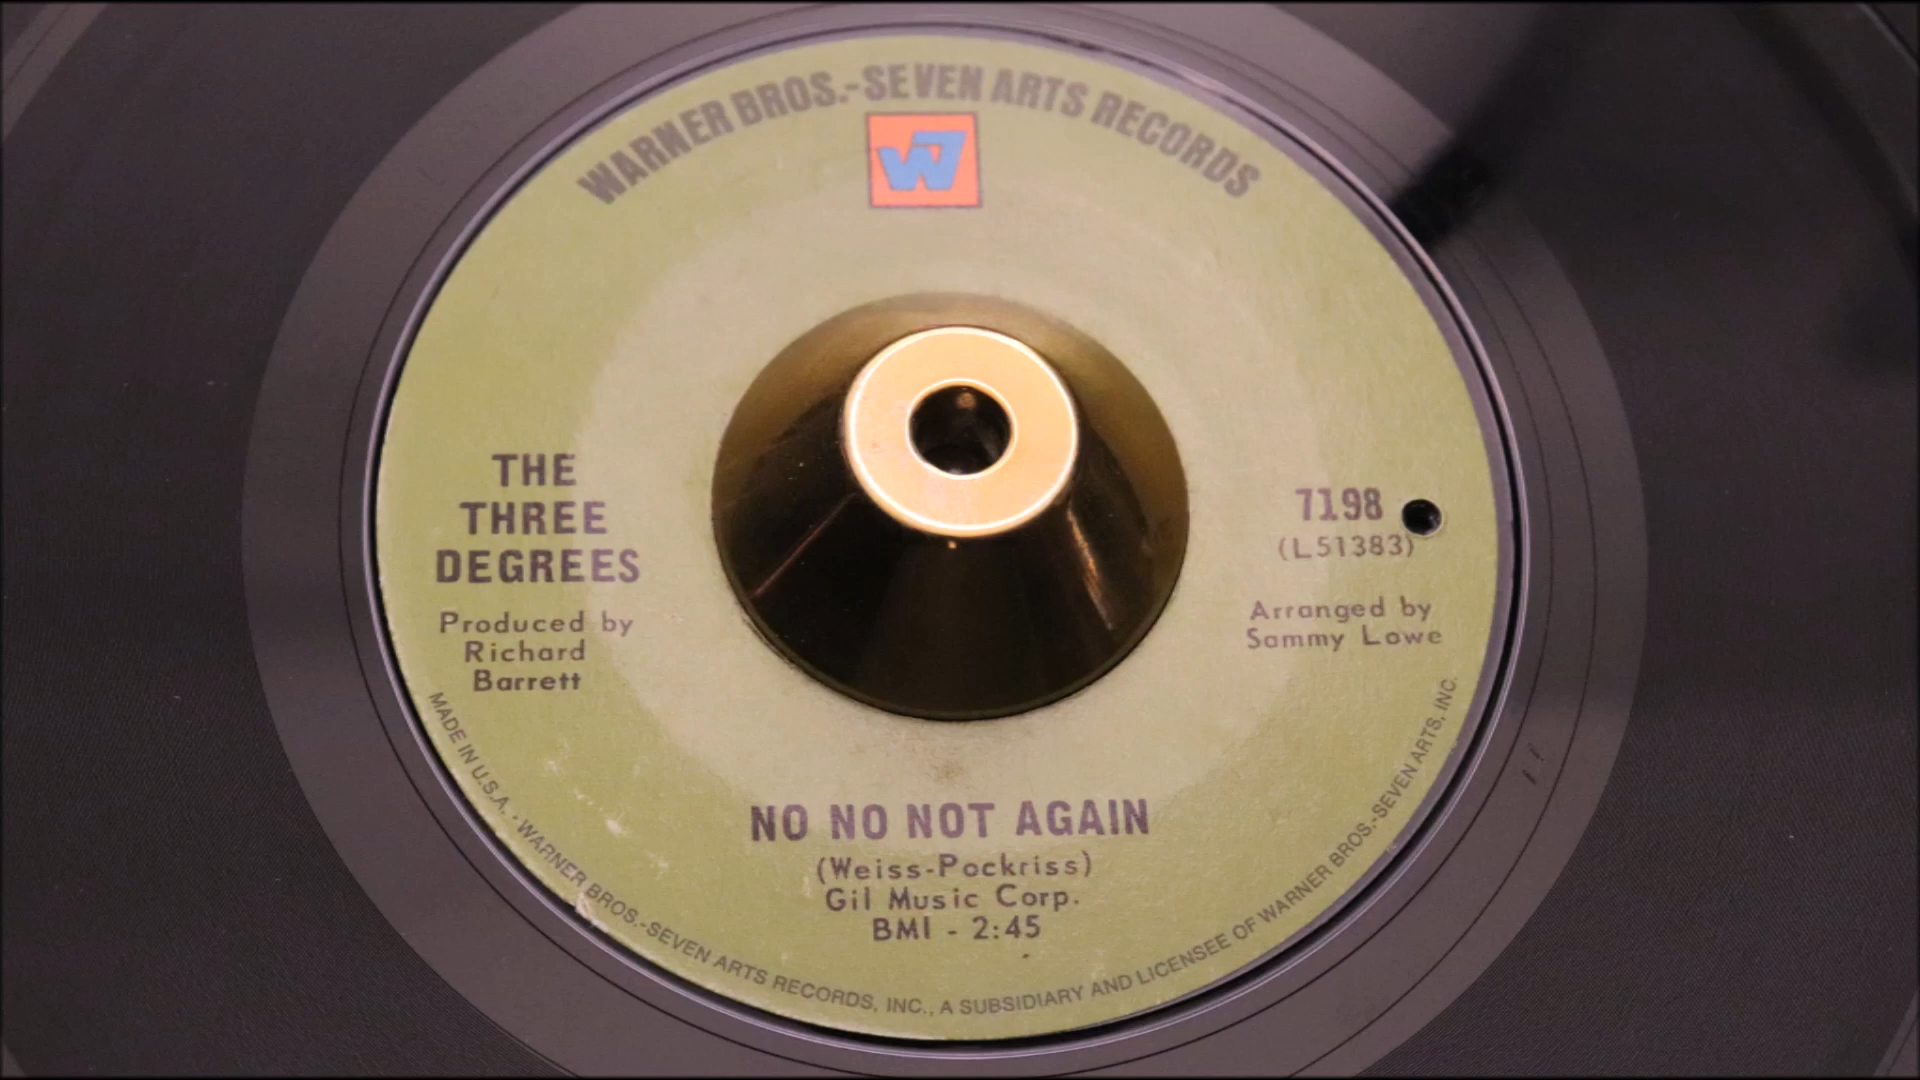 WARNER BROS.-SEVEN ARTS RECORDS
W7
THE
THREE
DEGREES
Produced by
Richard
Barrett
7198
(L51383)
Arranged by
Sammy Lowe
NO NO NOT AGAIN
(Weiss-Pockriss)
Gil Music Corp.
BMI - 2:45
MADE IN U.S.A. · WARNER BROS.-SEVEN ARTS RECORDS, INC., A SUBSIDIARY AND LICENSEE OF WARNER BROS.-SEVEN ARTS, INC.